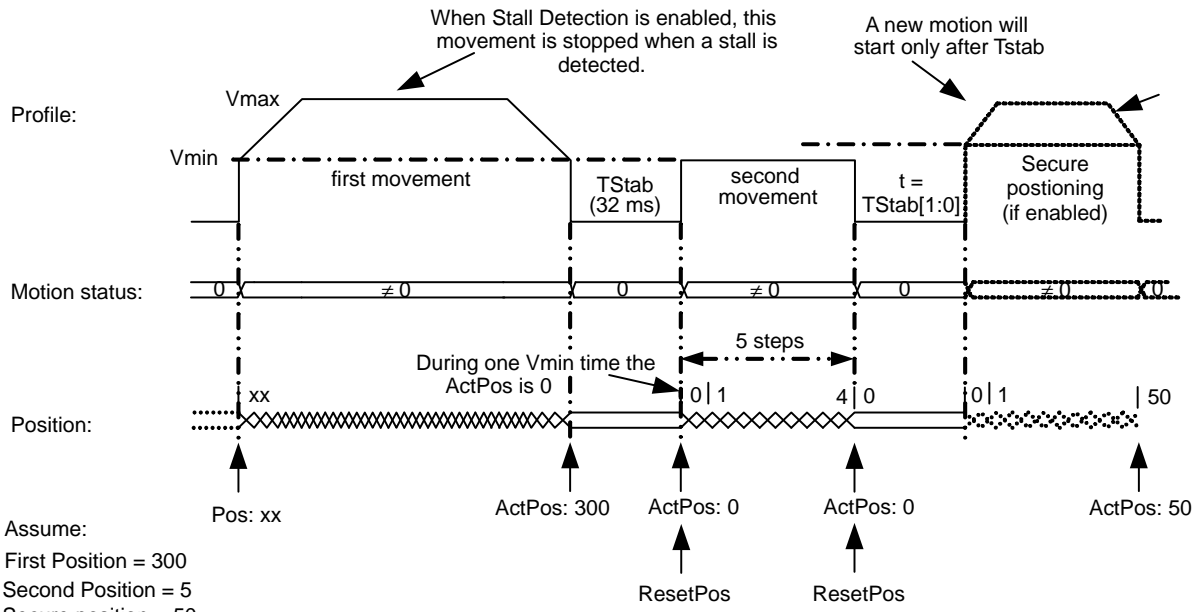 When Stall Detection is enabled, this
movement is stopped when a stall is
detected.
A new motion will
start only after Tstab
Profile:
Vmax
Vmin
first movement
TStab
(32 ms)
second
movement
t =
TStab[1:0]
Secure
postioning
(if enabled)
Motion status:
0
≠ 0
0
≠ 0
0
≠ 0
0
5 steps
During one Vmin time the
ActPos is 0
Position:
xx
0 | 1
4 | 0
0 | 1
50
Pos: xx
ActPos: 300
ActPos: 0
ActPos: 0
ActPos: 50
ResetPos
ResetPos
Assume:
First Position = 300
Second Position = 5
Secure position = 50